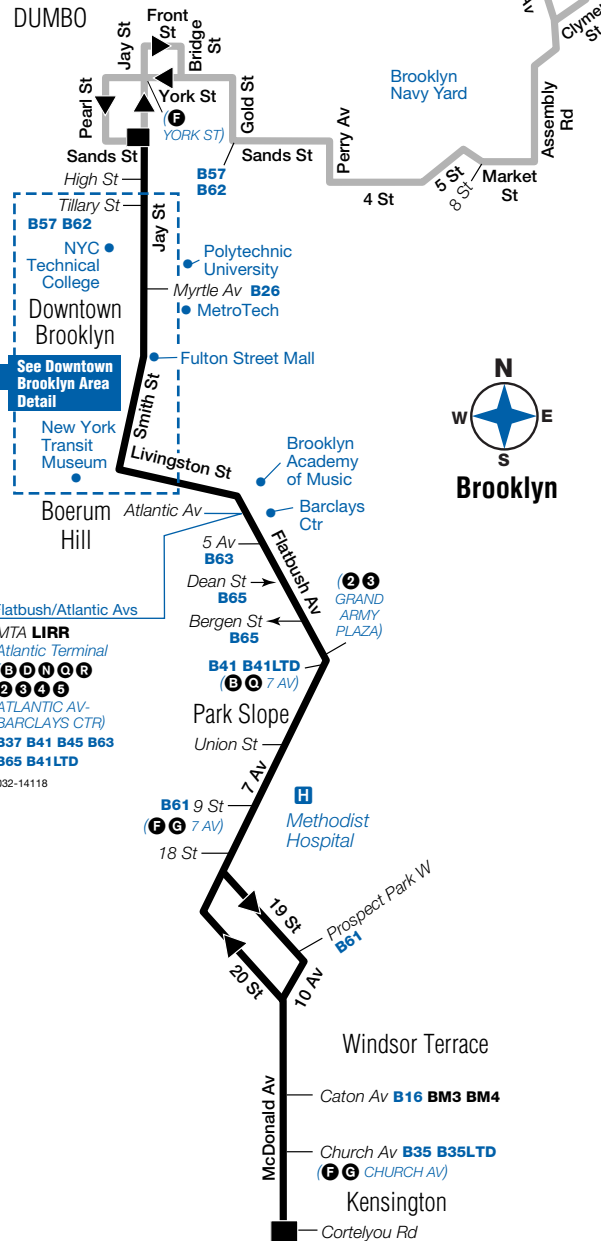 DUMBO
Jay St
Front
St
Bridge
St
Av
Clyme
St
Pearl St
York St
(F
YORK ST)
Gold St
Brooklyn
Navy Yard
Assembly
Rd
Sands St
B57
B62
Sands St
Perry Av
4 St
5 St
8 St
Market
St
High St
Tillary St
B57 B62
Jay St
NYC
Technical
College
Polytechnic
University
Myrtle Av B26
MetroTech
Downtown
Brooklyn
Fulton Street Mall
See Downtown
Brooklyn Area
Detail
Smith St
N
W E
S
Brooklyn
New York
Transit
Museum
Livingston St
Brooklyn
Academy
of Music
Boerum
Hill
Atlantic Av
Barclays
Ctr
5 Av
B63
Flatbush Av
Dean St
B65
Bergen St
B65
(2 3
GRAND
ARMY
PLAZA)
latbush/Atlantic Avs
MTA LIRR
Atlantic Terminal
B D N Q R
2 3 4 5
ATLANTIC AV-
BARCLAYS CTR)
B37 B41 B45 B63
B65 B41LTD
032-14118
B41 B41LTD
(B Q 7 AV)
Park Slope
Union St
7 Av
B61 9 St
(F G 7 AV)
H
Methodist
Hospital
18 St
19 St
Prospect Park W
B61
20 St
10 Av
Windsor Terrace
McDonald Av
Caton Av B16 BM3 BM4
Church Av B35 B35LTD
(F G CHURCH AV)
Kensington
Cortelyou Rd